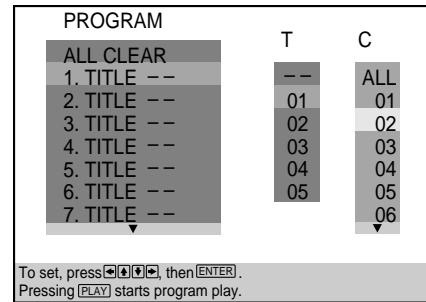 PROGRAM
T C
ALL CLEAR
1. TITLE – – – – ALL
2. TITLE – – 01 01
3. TITLE – – 02 02
4. TITLE – – 03 03
5. TITLE – – 04 04
6. TITLE – – 05 05
7. TITLE – – 06
To set, press ←↑↓→, then ENTER.
Pressing PLAY starts program play.